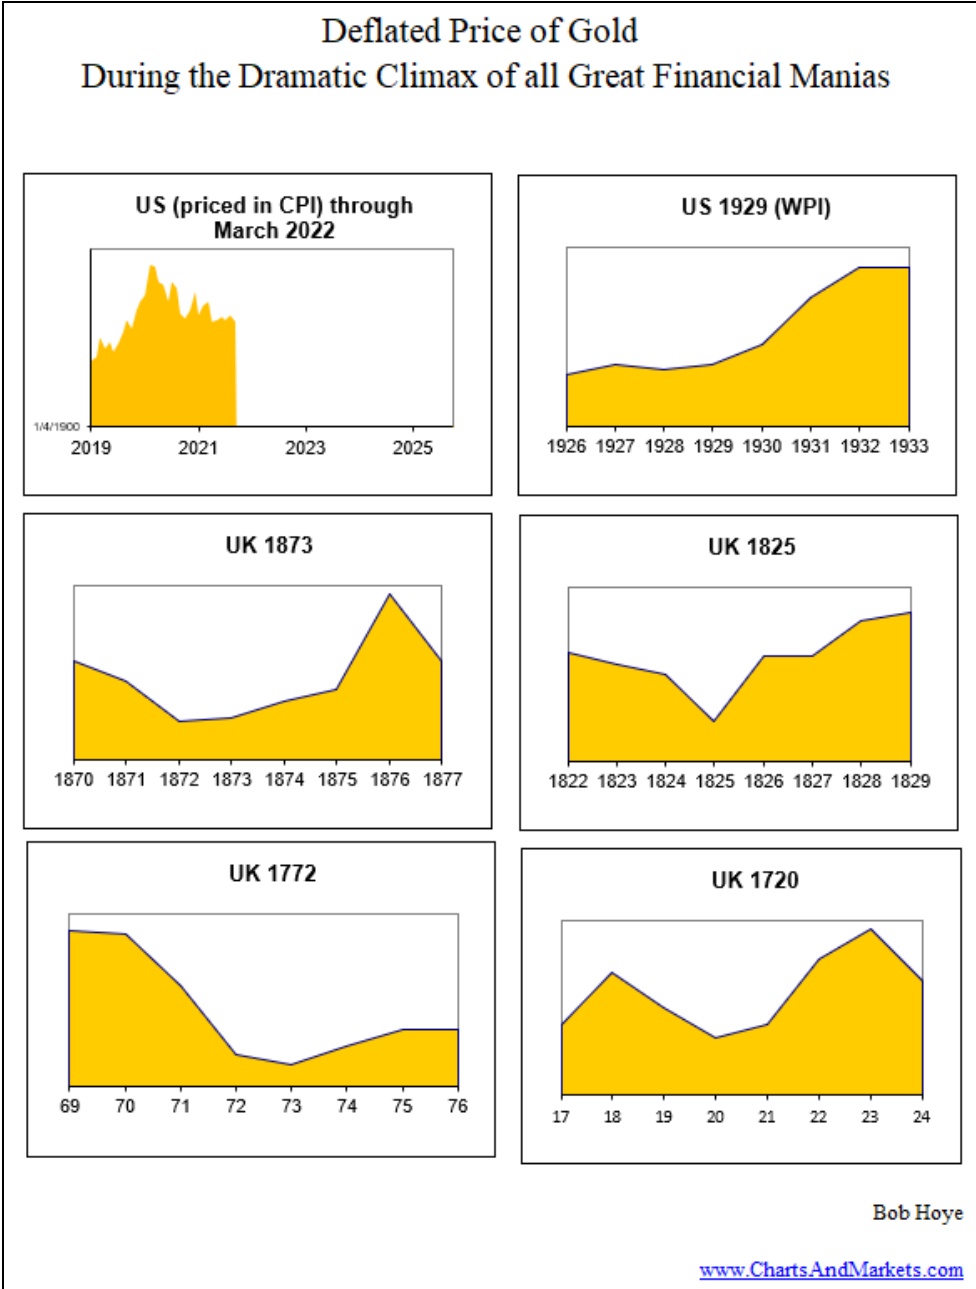 Deflated Price of Gold
During the Dramatic Climax of all Great Financial Manias
US (priced in CPI) through
March 2022
1/4/1900
2019 2021 2023 2025
US 1929 (WPI)
1926 1927 1928 1929 1930 1931 1932 1933
UK 1873
1870 1871 1872 1873 1874 1875 1876 1877
UK 1825
1822 1823 1824 1825 1826 1827 1828 1829
UK 1772
69 70 71 72 73 74 75 76
UK 1720
17 18 19 20 21 22 23 24
Bob Hoye
www.ChartsAndMarkets.com